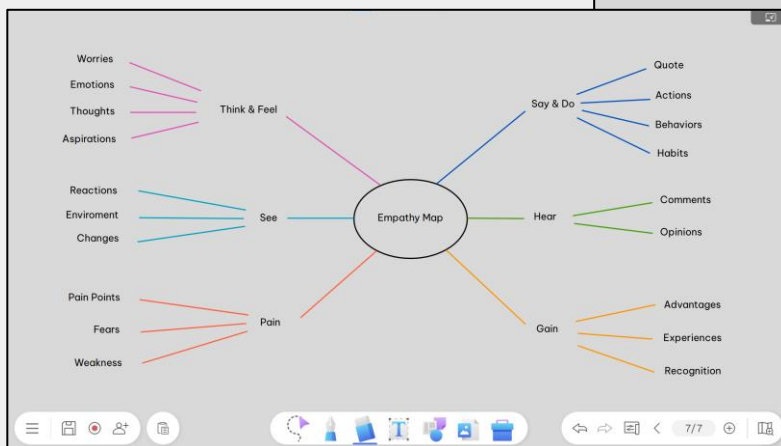 Worries
Emotions
Thoughts
Aspirations
Think & Feel
Reactions
Enviroment
Changes
See
Pain Points
Fears
Weakness
Pain
Empathy Map
Say & Do
Quote
Actions
Behaviors
Habits
Hear
Comments
Opinions
Gain
Advantages
Experiences
Recognition
T
7/7